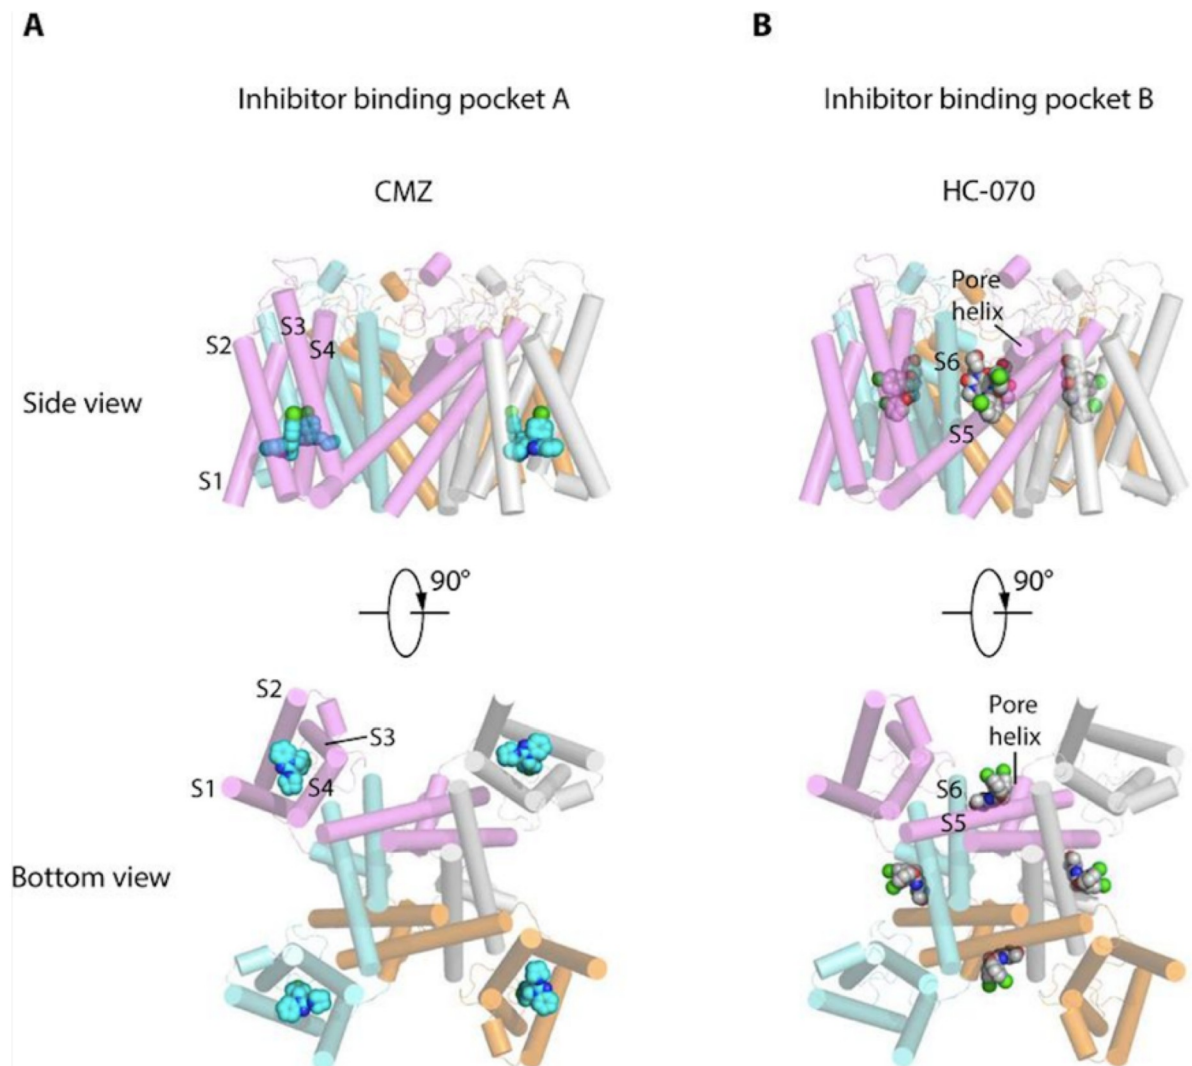 A
Inhibitor binding pocket A
CMZ
S2
S3
S4
S1
Side view
90°
S2
S3
S1
S4
Bottom view
B
Inhibitor binding pocket B
HC-070
Pore
helix
S6
S5
90°
Pore
helix
S6
S5